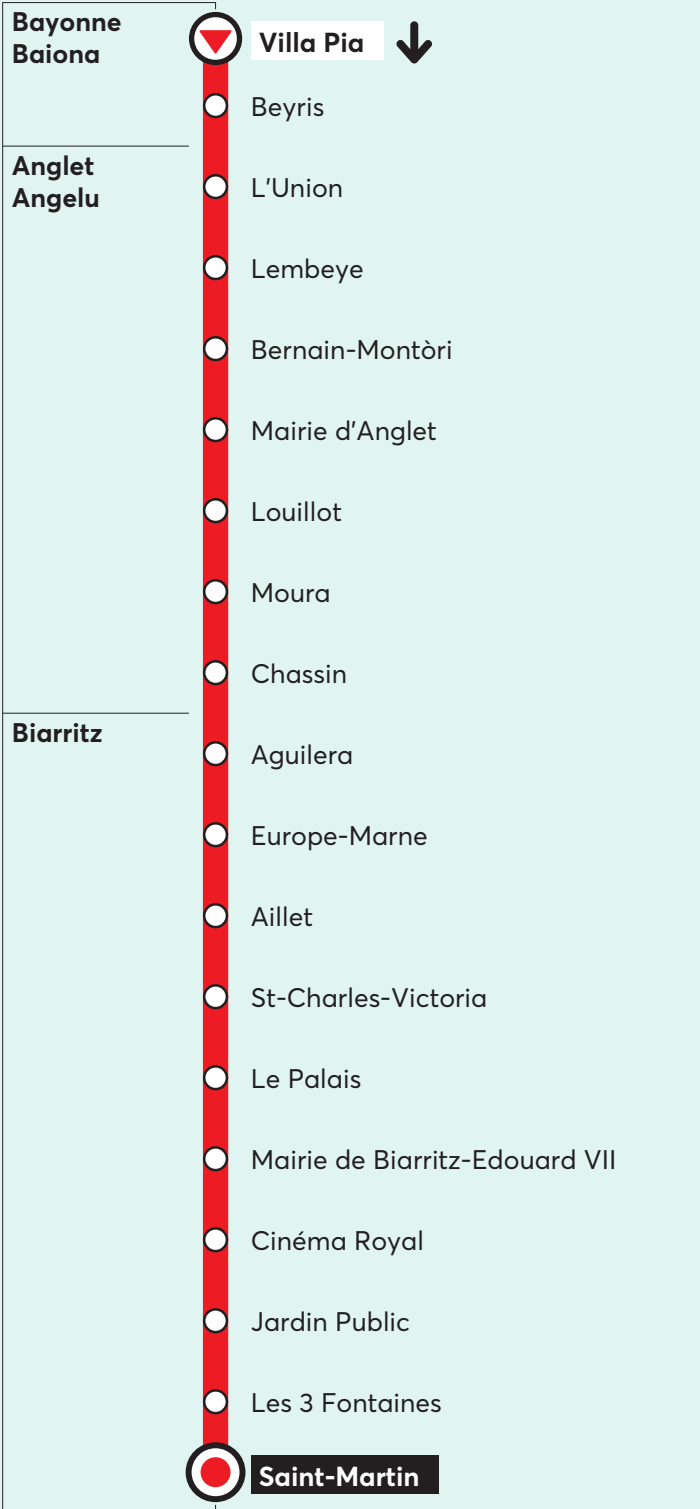 Bayonne
Baiona
Villa Pia
Beyris
Anglet
Angelu
L'Union
Lembeye
Bernain-Montòri
Mairie d'Anglet
Louillot
Moura
Chassin
Biarritz
Aguilera
Europe-Marne
Aillet
St-Charles-Victoria
Le Palais
Mairie de Biarritz-Edouard VII
Cinéma Royal
Jardin Public
Les 3 Fontaines
Saint-Martin